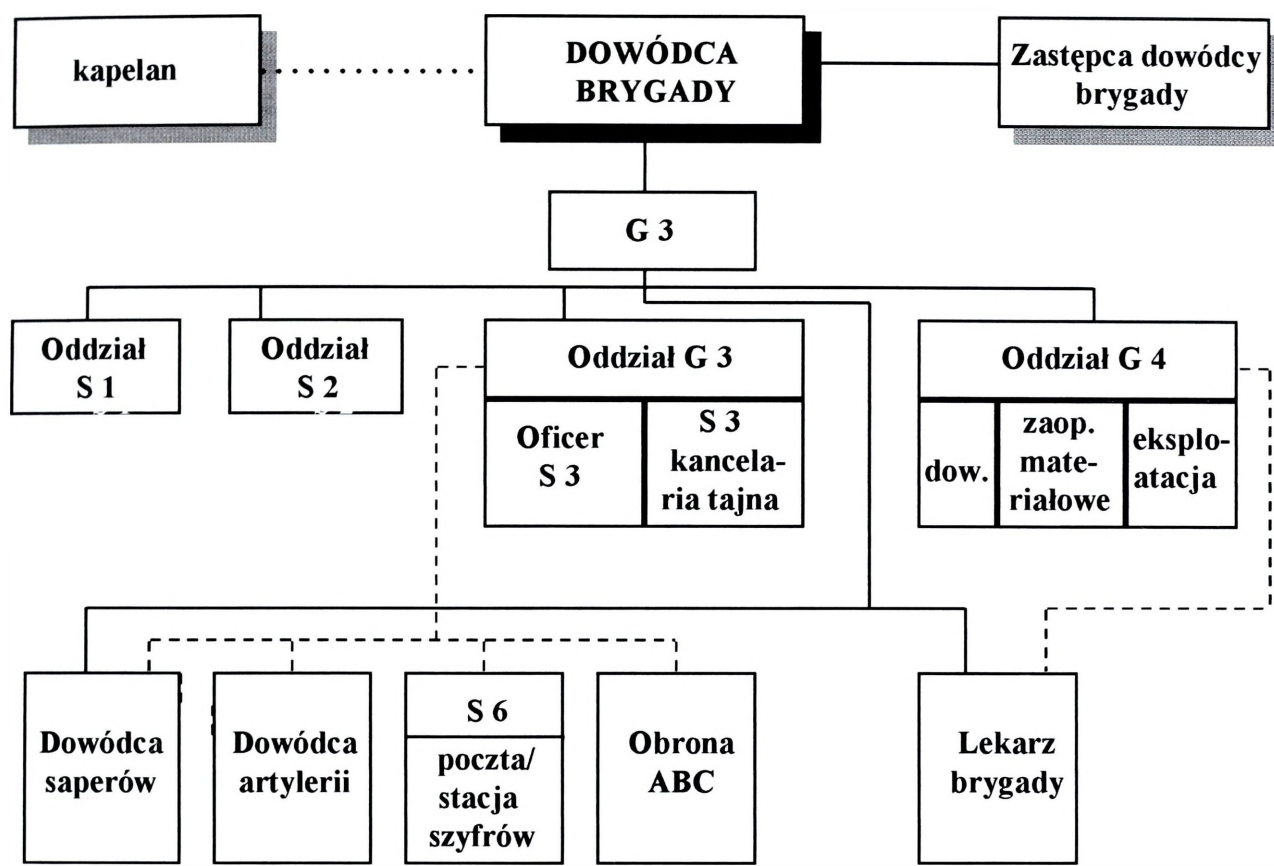 kapelan
DOWÓDCA
BRYGADY
Zastępca dowódcy
brygady
G 3
Oddział
S 1
Oddział
S 2
Oddział G 3
Oficer
S 3
S 3
kancela-
ria tajna
Oddział G 4
dow.
zaop.
mate-
riałowe
eksplo-
atacja
Dowódca
saperów
Dowódca
artylerii
S 6
poczta/
stacja
szyfrów
Obrona
ABC
Lekarz
brygady